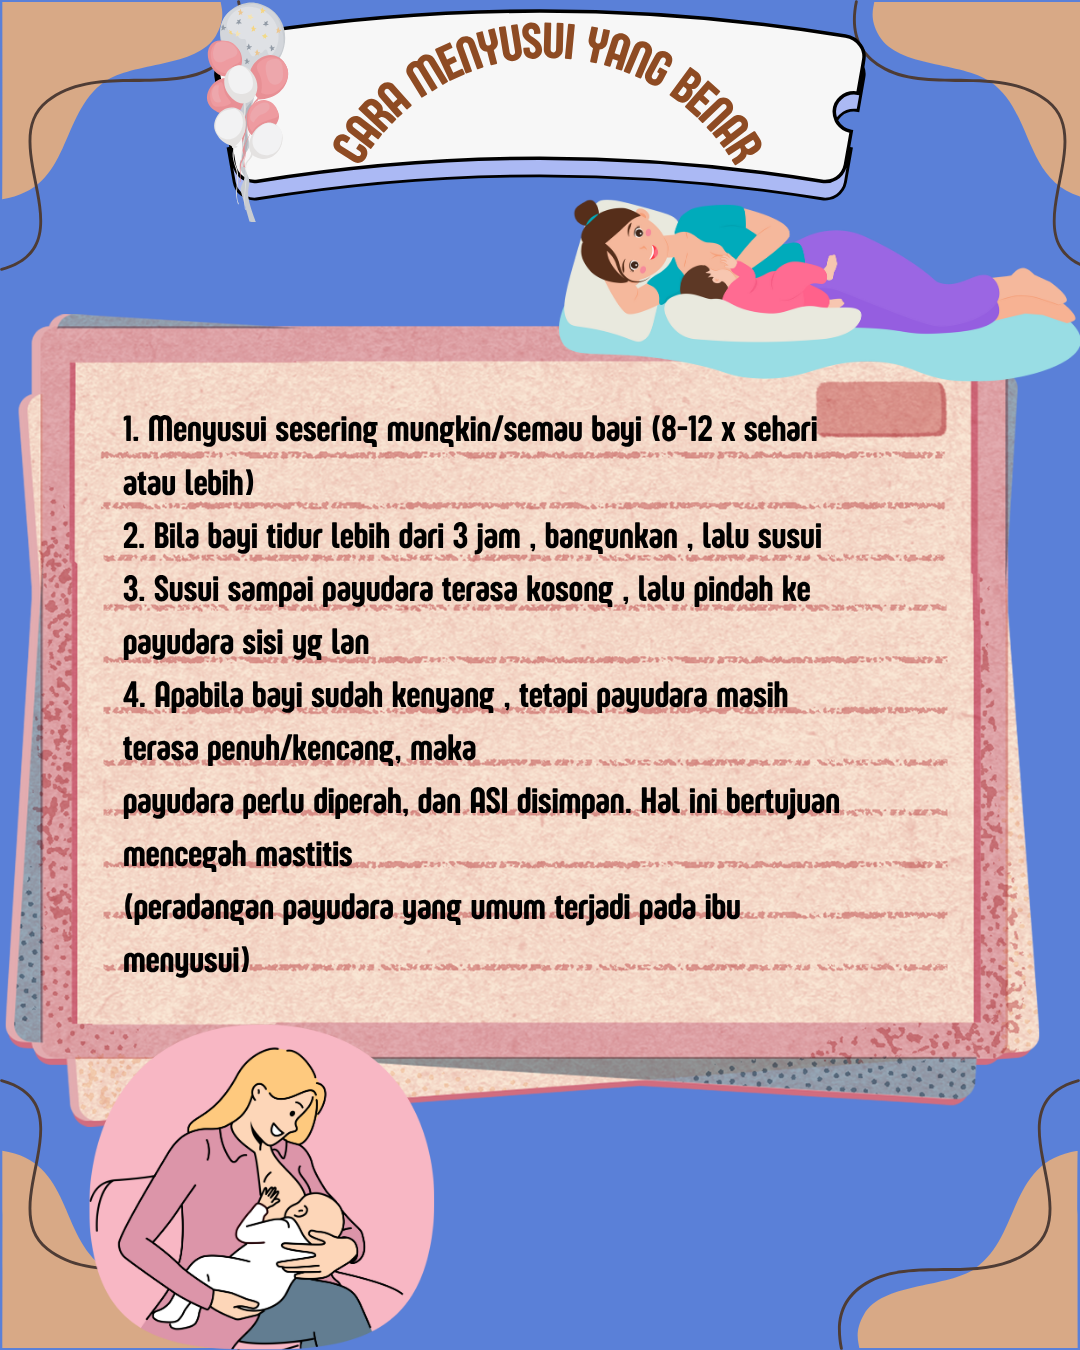 CARA MENYUSUI YANG BENAR
1. Menyusui sesering mungkin/semau bayi (8-12 x sehari
atau lebih)
2. Bila bayi tidur lebih dari 3 jam , bangunkan , lalu susui
3. Susui sampai payudara terasa kosong , lalu pindah ke
payudara sisi yg lan
4. Apabila bayi sudah kenyang , tetapi payudara masih
terasa penuh/kencang, maka
payudara perlu diperah, dan ASI disimpan. Hal ini bertujuan
mencegah mastitis
(peradangan payudara yang umum terjadi pada ibu
menyusui)